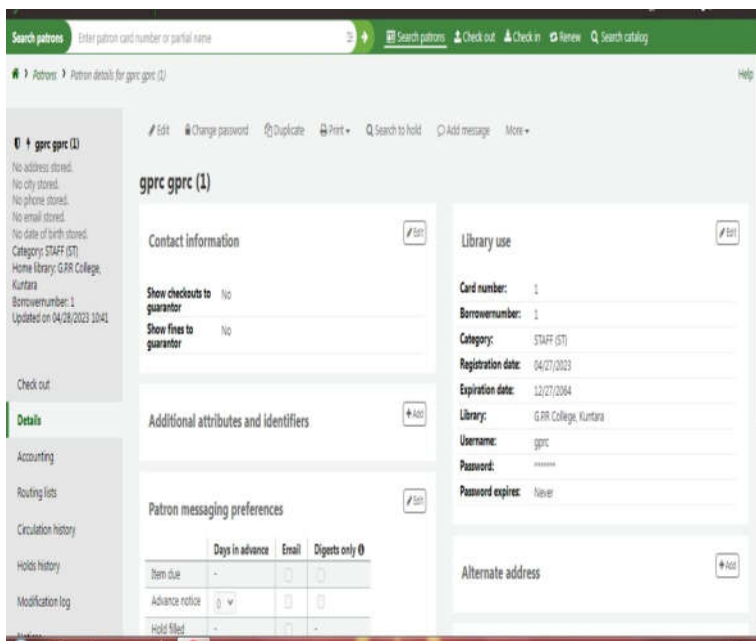 Search patrons Enter patron card number or partial name Search patrons Check out Check in Renew Search catalog
Patrons Patron details for gprc gprc (1) Help
gprc gprc (1)
No address stored.
No city stored.
No phone stored.
No email stored.
No date of birth stored.
Category: STAFF (ST)
Home library: G.P.R College,
Kuntara
Borrowernumber: 1
Updated on 04/28/2023 10:41
Check out
Details
Accounting
Routing lists
Circulation history
Holds history
Modification log
Notices
Edit Change password Duplicate Print Search to hold Add message More
gprc gprc (1)
Contact information Edit
Show checkouts to guarantor No
Show fines to guarantor No
Additional attributes and identifiers + Add
Patron messaging preferences Edit
Days in advance Email Digests only
Item due -
Advance notice 0
Hold filled - -
Library use Edit
Card number: 1
Borrowernumber: 1
Category: STAFF (ST)
Registration date: 04/27/2023
Expiration date: 12/27/2064
Library: G.P.R College, Kuntara
Username: gprc
Password: *******
Password expires: Never
Alternate address + Add